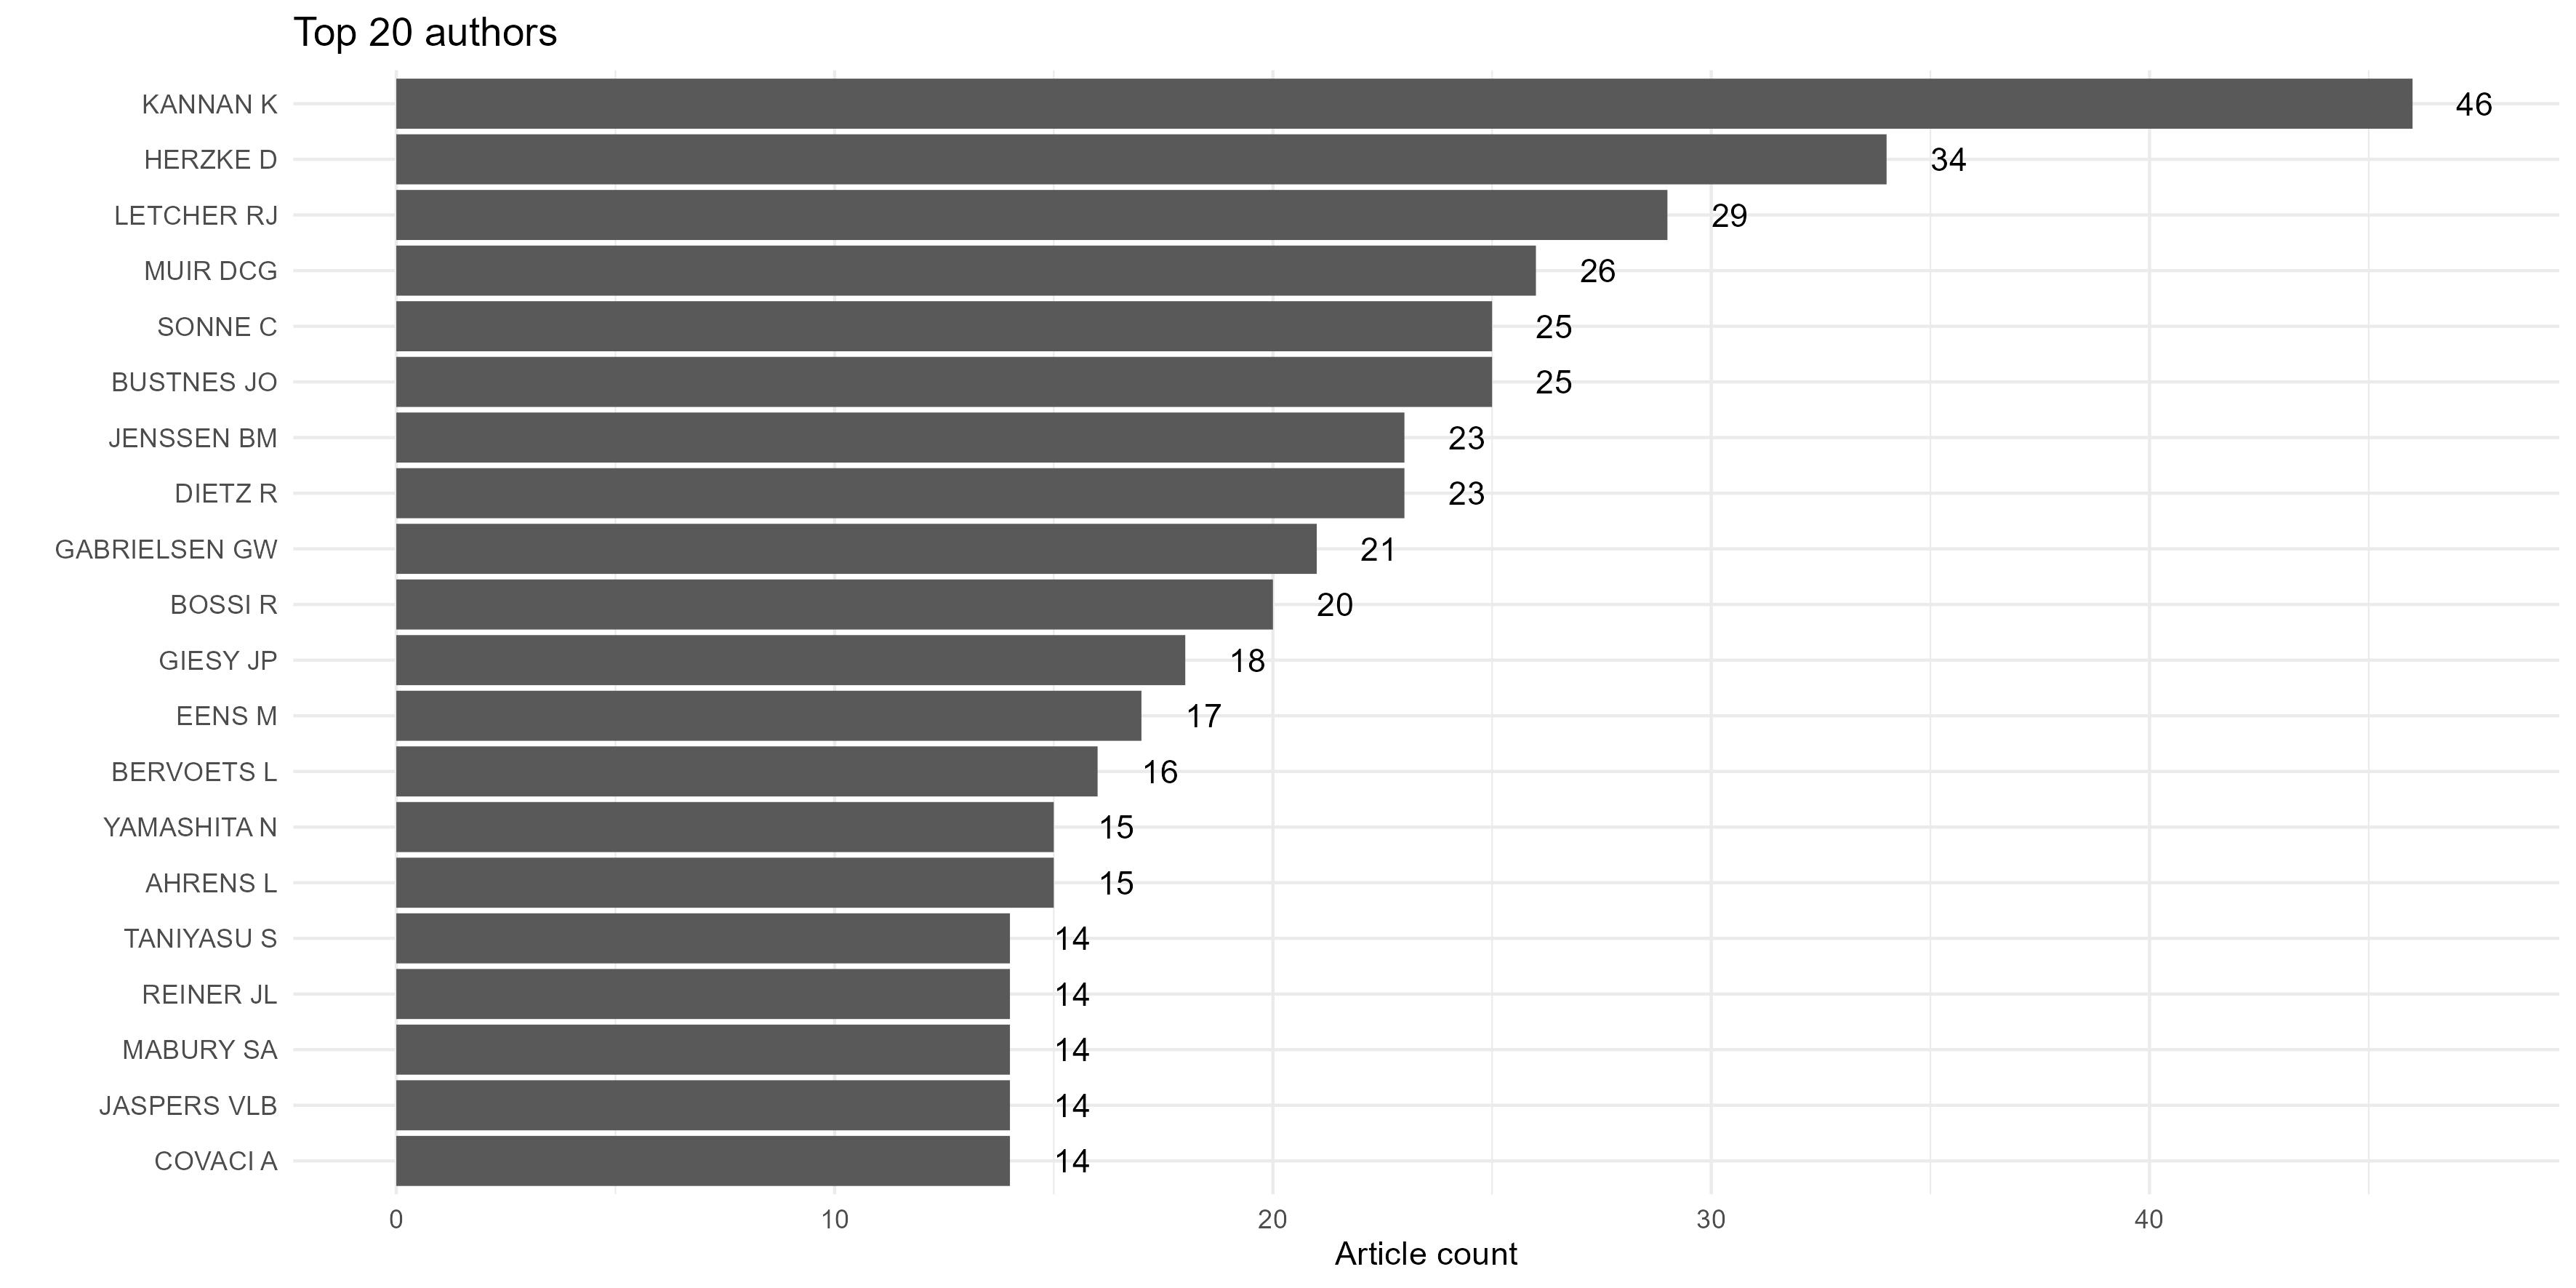 Top 20 authors
KANNAN K 46
HERZKE D 34
LETCHER RJ 29
MUIR DCG 26
SONNE C 25
BUSTNES JO 25
JENSSEN BM 23
DIETZ R 23
GABRIELSEN GW 21
BOSSI R 20
GIESY JP 18
EENS M 17
BERVOETS L 16
YAMASHITA N 15
AHRENS L 15
TANIYASU S 14
REINER JL 14
MABURY SA 14
JASPERS VLB 14
COVACI A 14
0 10 20 30 40
Article count